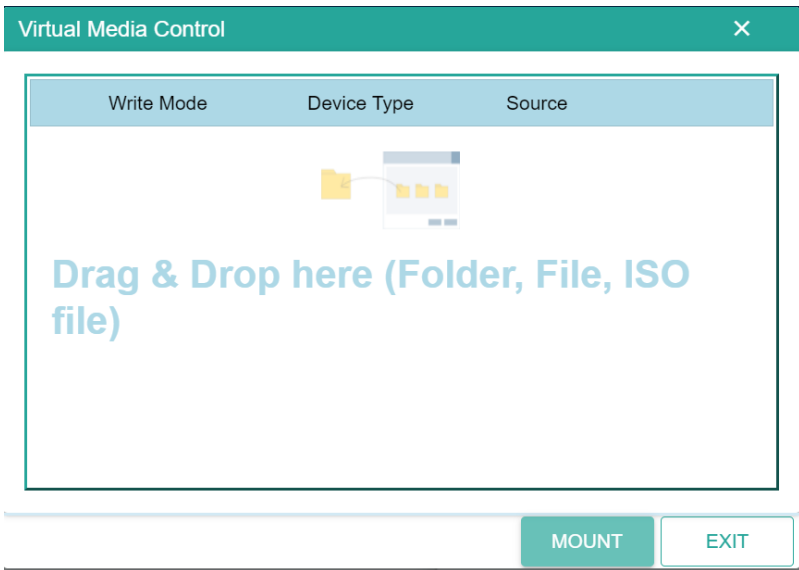 Virtual Media Control
Write Mode Device Type Source
Drag & Drop here (Folder, File, ISO
file)
MOUNT EXIT